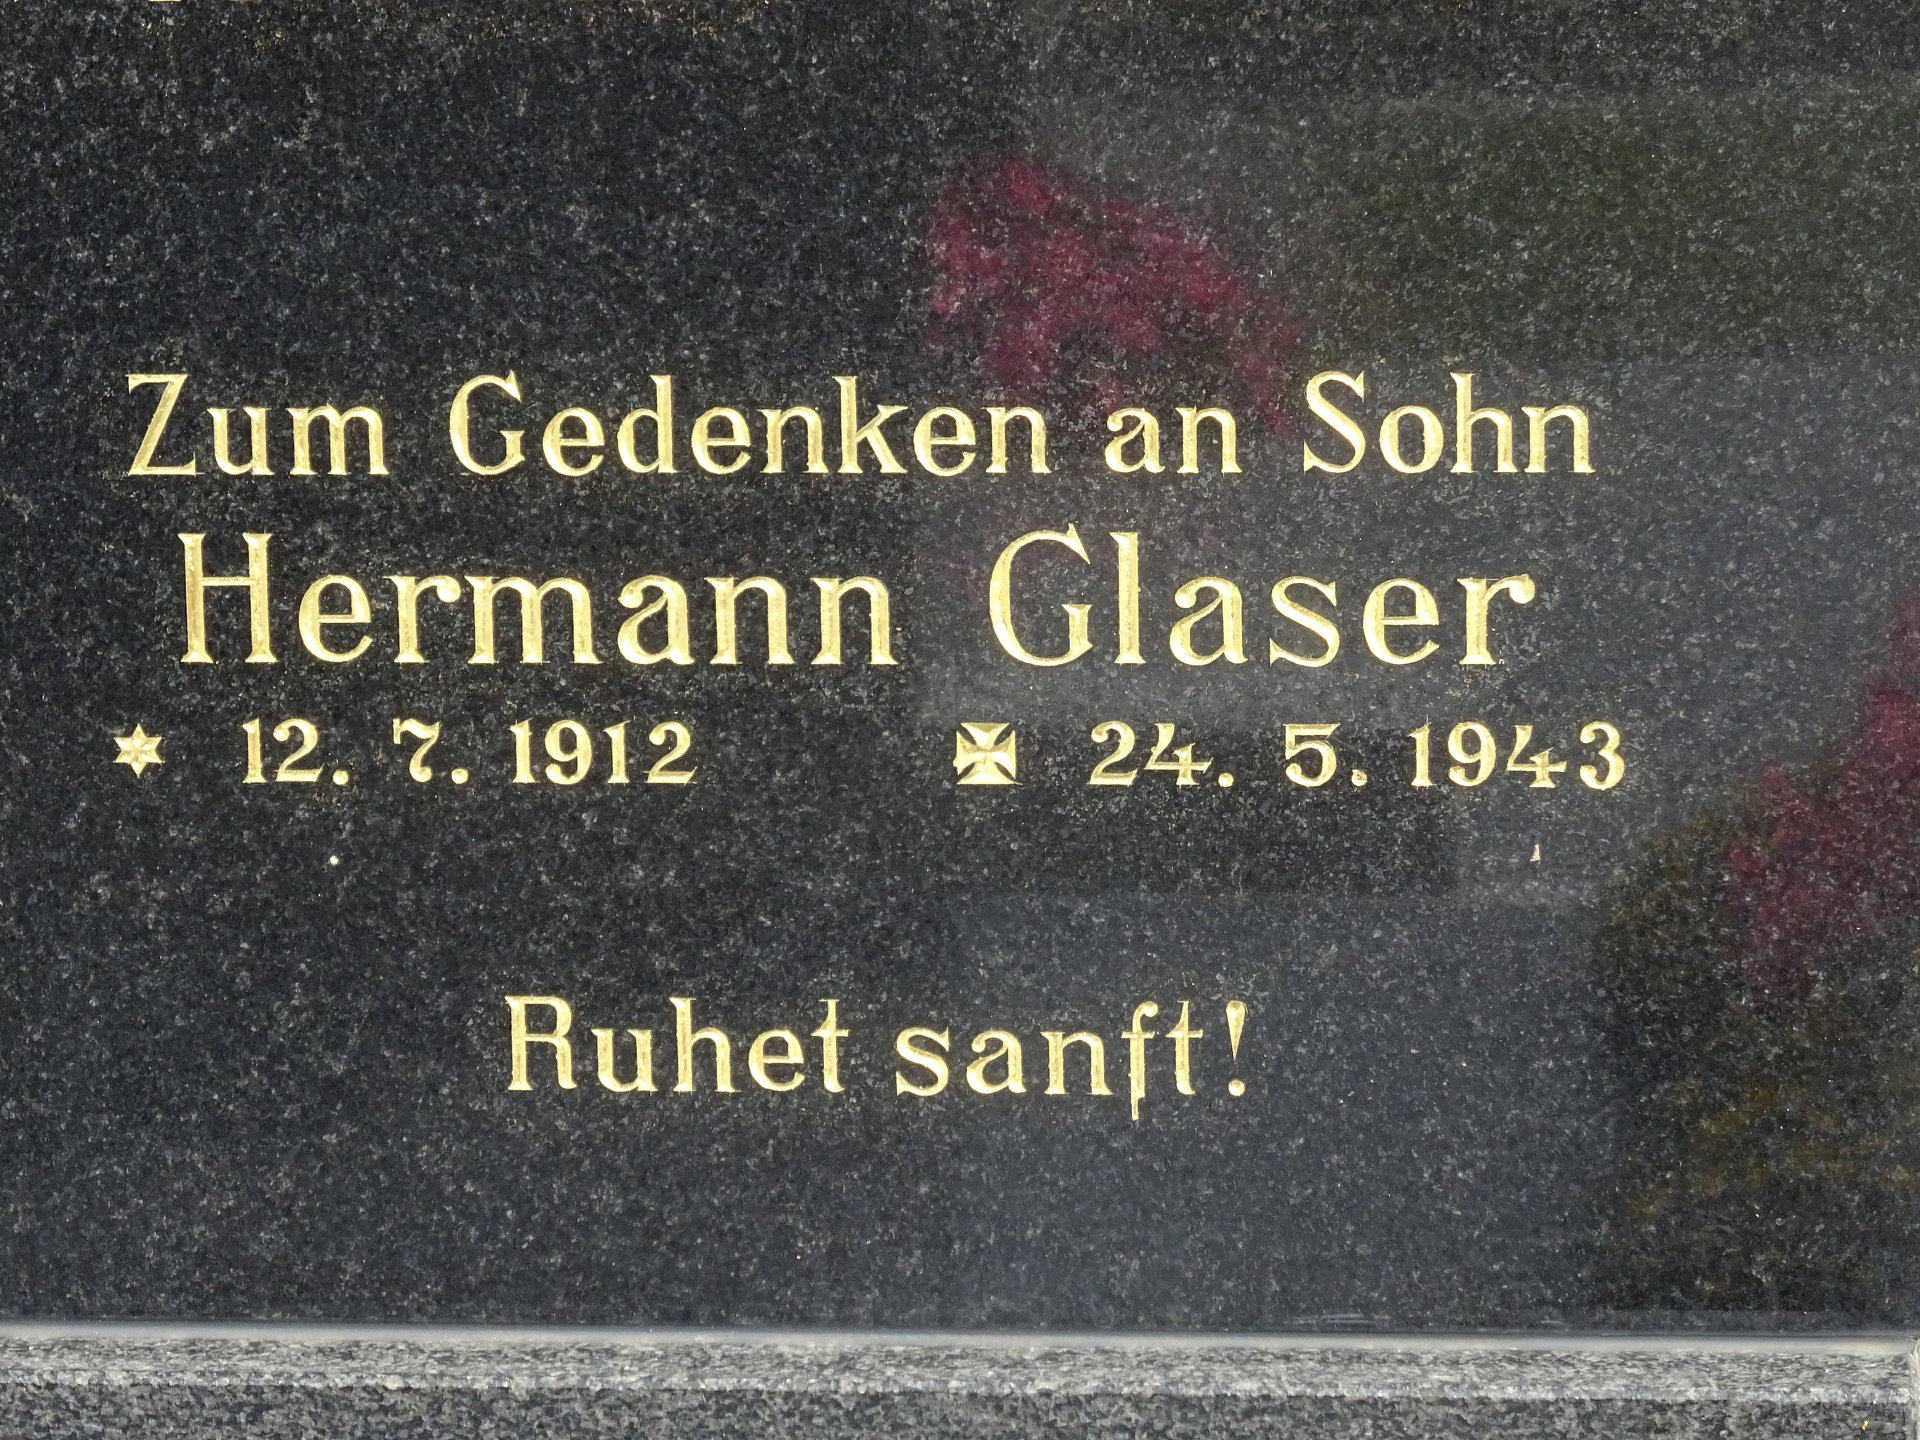 Zum Gedenken an Sohn
Hermann Glaser
✶ 12. 7. 1912 ✠ 24. 5. 1943
Ruhet sanft!